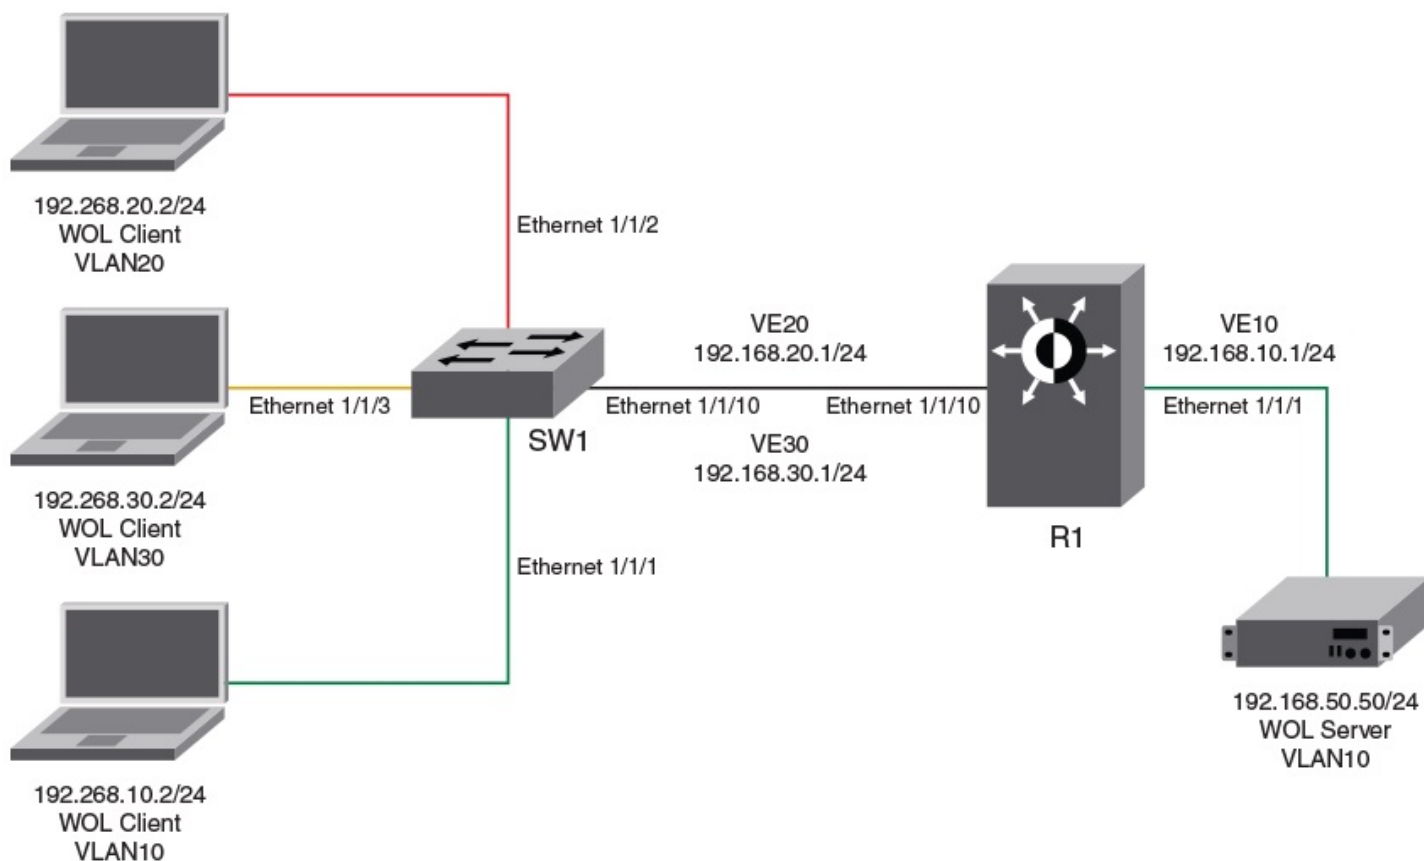 192.268.20.2/24
WOL Client
VLAN20
Ethernet 1/1/2
192.268.30.2/24
WOL Client
VLAN30
Ethernet 1/1/3
SW1
Ethernet 1/1/10
VE20
192.168.20.1/24
VE30
192.168.30.1/24
Ethernet 1/1/10
R1
VE10
192.168.10.1/24
Ethernet 1/1/1
Ethernet 1/1/1
192.268.10.2/24
WOL Client
VLAN10
192.168.50.50/24
WOL Server
VLAN10